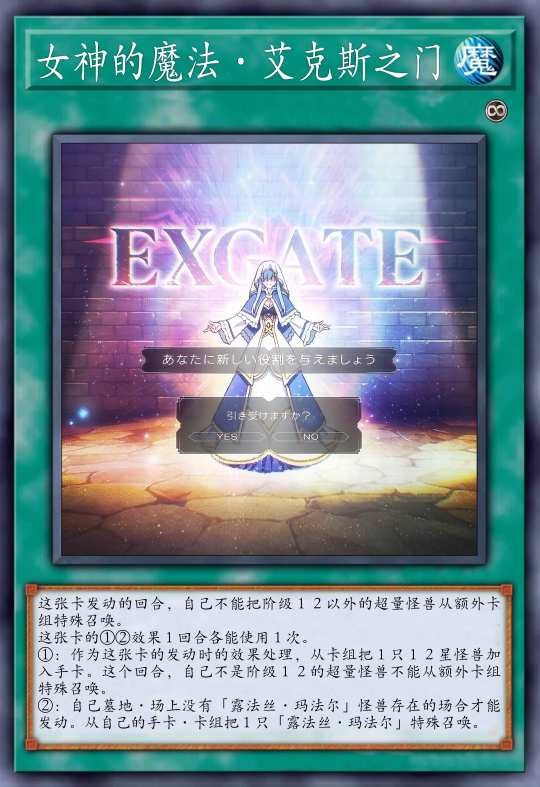 女神的魔法·艾克斯之门
魔
EXGATE
あなたに新しい役割を与えましょう
引き受けますか?
YES
NO
这张卡发动的回合，自己不能把阶级１２以外的超量怪兽从额外卡
组特殊召唤。
这张卡的①②效果１回合各能使用１次。
①：作为这张卡的发动时的效果处理，从卡组把１只１２星怪兽加
入手卡。这个回合，自己不是阶级１２的超量怪兽不能从额外卡组
特殊召唤。
②：自己墓地·场上没有「露法丝·玛法尔」怪兽存在的场合才能
发动。从自己的手卡·卡组把１只「露法丝·玛法尔」特殊召唤。